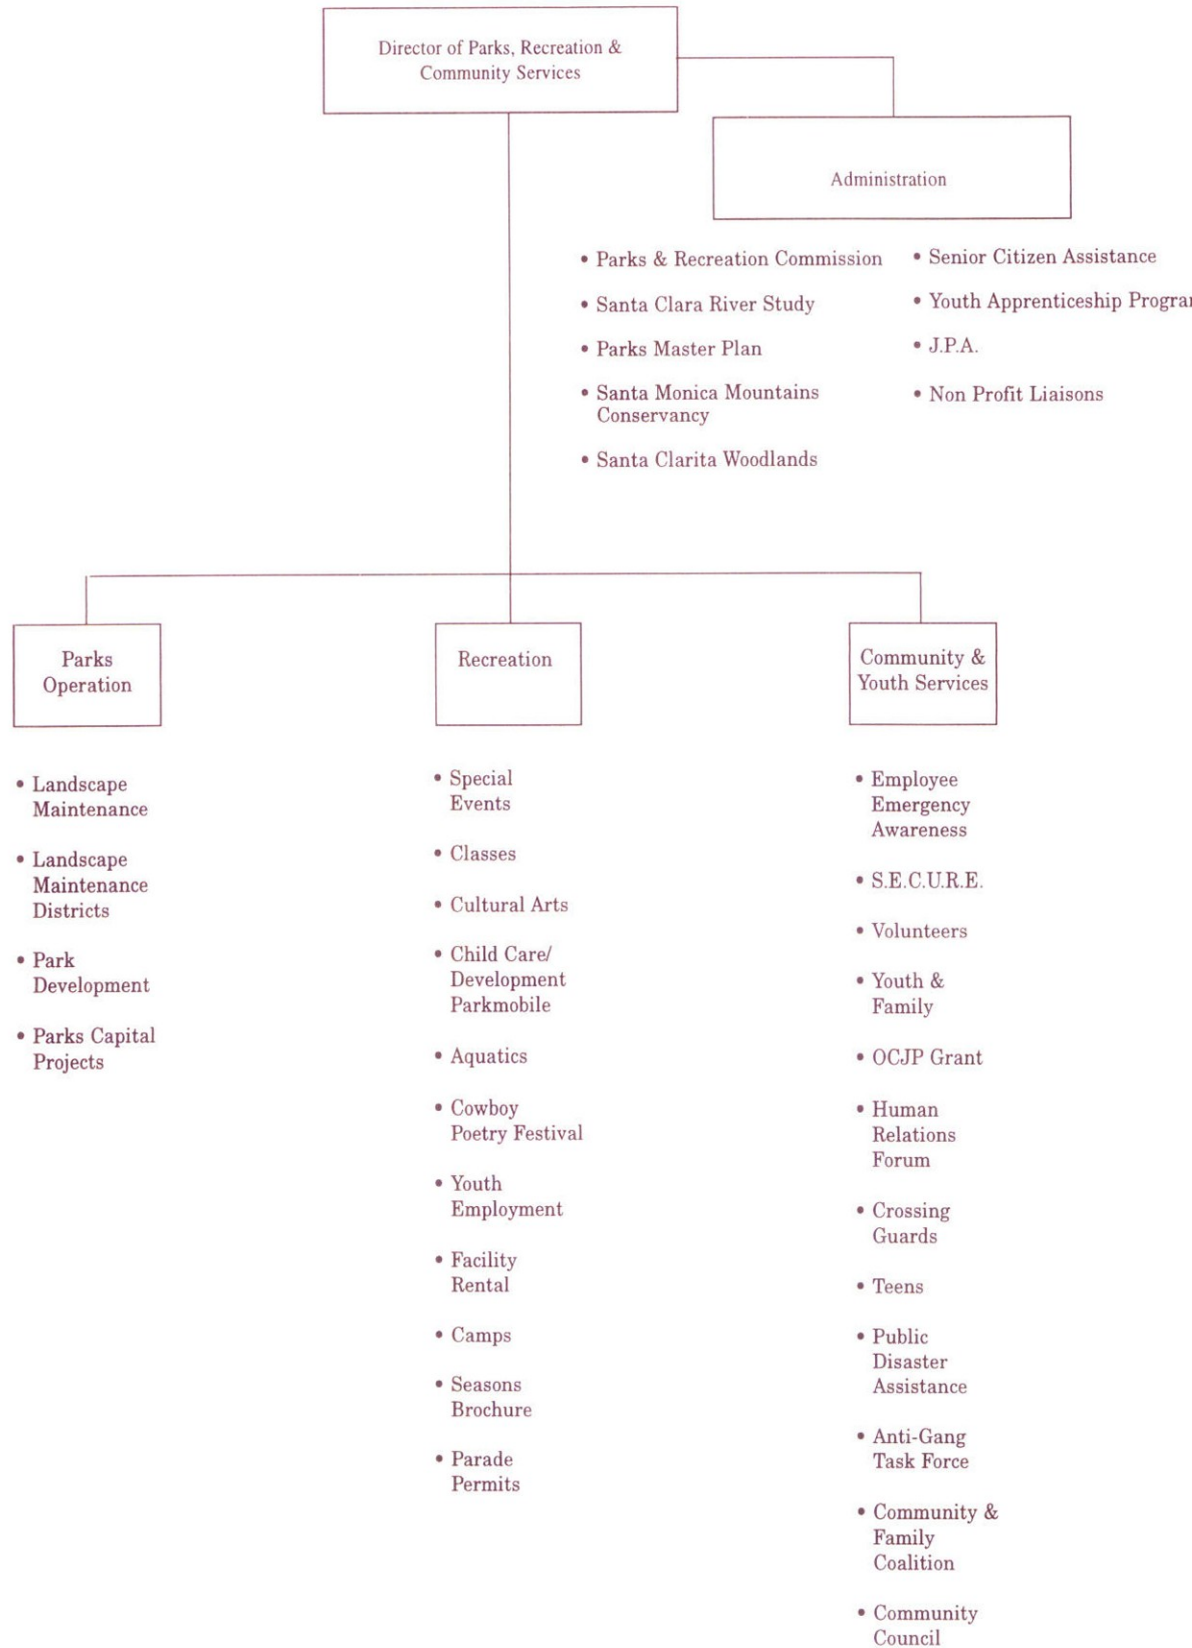 Director of Parks, Recreation &
Community Services
Administration
• Parks & Recreation Commission
• Santa Clara River Study
• Parks Master Plan
• Santa Monica Mountains
Conservancy
• Santa Clarita Woodlands
• Senior Citizen Assistance
• Youth Apprenticeship Progra
• J.P.A.
• Non Profit Liaisons
Parks
Operation
• Landscape
Maintenance
• Landscape
Maintenance
Districts
• Park
Development
• Parks Capital
Projects
Recreation
• Special
Events
• Classes
• Cultural Arts
• Child Care/
Development
Parkmobile
• Aquatics
• Cowboy
Poetry Festival
• Youth
Employment
• Facility
Rental
• Camps
• Seasons
Brochure
• Parade
Permits
Community &
Youth Services
• Employee
Emergency
Awareness
• S.E.C.U.R.E.
• Volunteers
• Youth &
Family
• OCJP Grant
• Human
Relations
Forum
• Crossing
Guards
• Teens
• Public
Disaster
Assistance
• Anti-Gang
Task Force
• Community &
Family
Coalition
• Community
Council